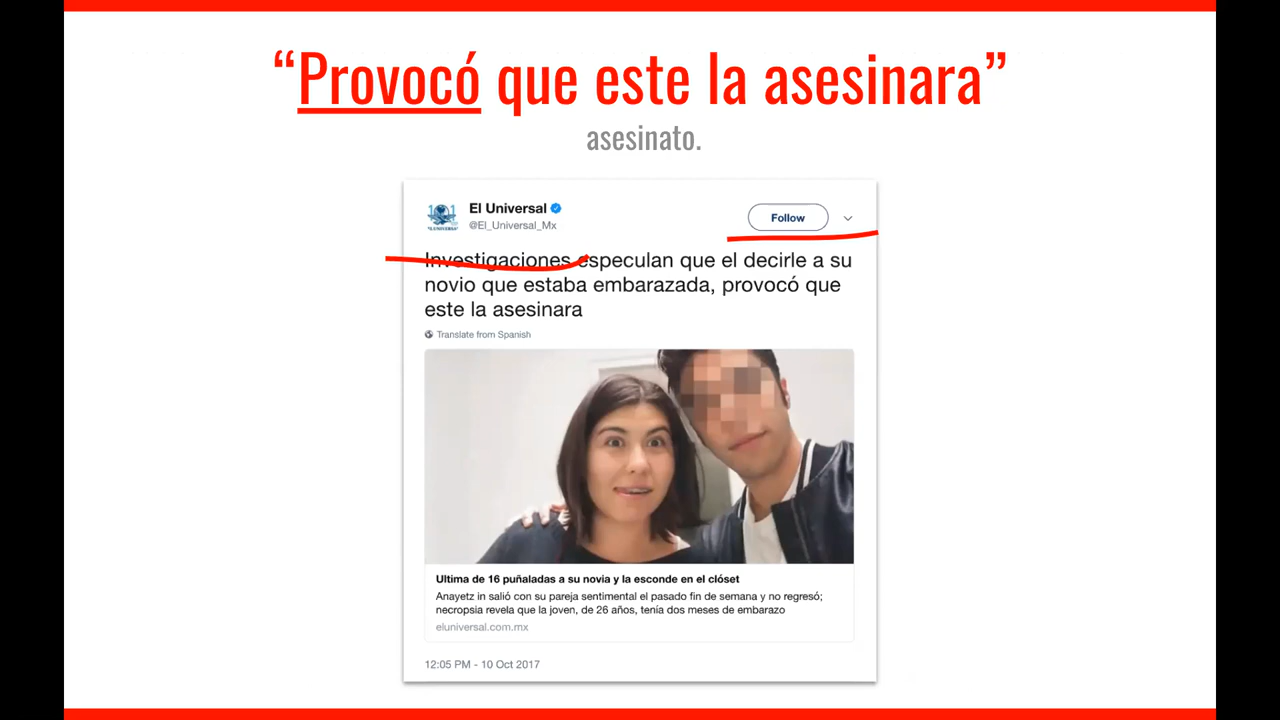 “Provocó que este la asesinara”
asesinato.
El Universal
@El_Universal_Mx
Follow
Investigaciones especulan que el decirle a su
novio que estaba embarazada, provocó que
este la asesinara
Translate from Spanish
Ultima de 16 puñaladas a su novia y la esconde en el clóset
Anayetz in salió con su pareja sentimental el pasado fin de semana y no regresó;
necropsia revela que la joven, de 26 años, tenía dos meses de embarazo
eluniversal.com.mx
12:05 PM - 10 Oct 2017